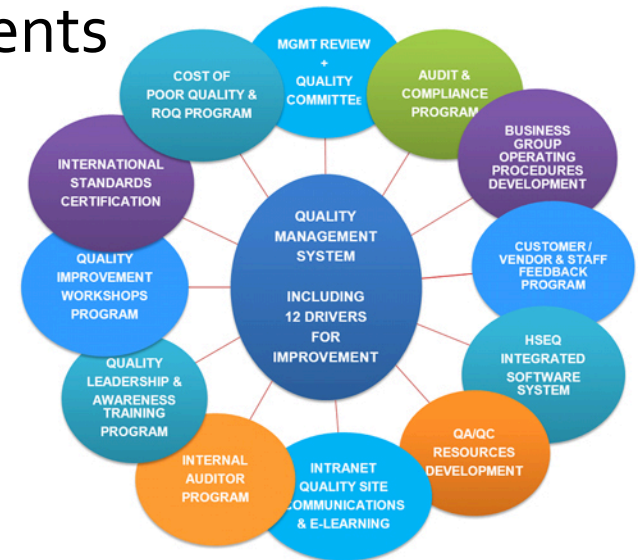 ents
MGMT REVIEW
+
QUALITY
COMMITTEE
AUDIT &
COMPLIANCE
PROGRAM
BUSINESS
GROUP
OPERATING
PROCEDURES
DEVELOPMENT
CUSTOMER /
VENDOR & STAFF
FEEDBACK
PROGRAM
HSEQ
INTEGRATED
SOFTWARE
SYSTEM
QA/QC
RESOURCES
DEVELOPMENT
INTRANET
QUALITY SITE
COMMUNICATIONS
& E-LEARNING
INTERNAL
AUDITOR
PROGRAM
QUALITY
LEADERSHIP &
AWARENESS
TRAINING
PROGRAM
QUALITY
IMPROVEMENT
WORKSHOPS
PROGRAM
INTERNATIONAL
STANDARDS
CERTIFICATION
COST OF
POOR QUALITY &
ROQ PROGRAM
QUALITY
MANAGEMENT
SYSTEM
INCLUDING
12 DRIVERS
FOR
IMPROVEMENT